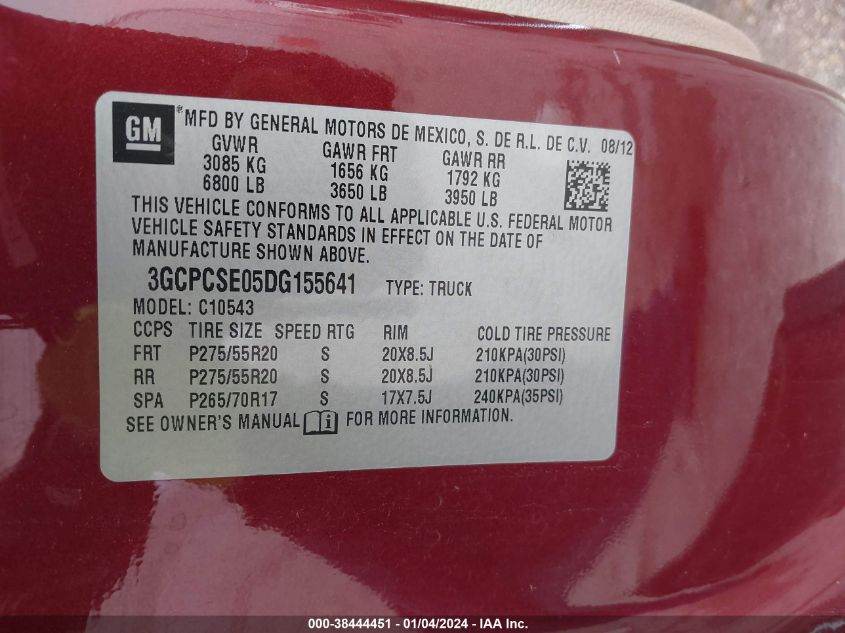 GM
*MFD BY GENERAL MOTORS DE MEXICO, S. DE R.L. DE C.V. 08/12
GVWR GAWR FRT GAWR RR
3085 KG 1656 KG 1792 KG
6800 LB 3650 LB 3950 LB
THIS VEHICLE CONFORMS TO ALL APPLICABLE U.S. FEDERAL MOTOR
VEHICLE SAFETY STANDARDS IN EFFECT ON THE DATE OF
MANUFACTURE SHOWN ABOVE.
3GCPCSE05DG155641 TYPE: TRUCK
MODEL: C10543
CCPS TIRE SIZE SPEED RTG RIM COLD TIRE PRESSURE
FRT P275/55R20 S 20X8.5J 210KPA(30PSI)
RR P275/55R20 S 20X8.5J 210KPA(30PSI)
SPA P265/70R17 S 17X7.5J 240KPA(35PSI)
SEE OWNER'S MANUAL FOR MORE INFORMATION.
000-38444451 - 01/04/2024 - IAA Inc.